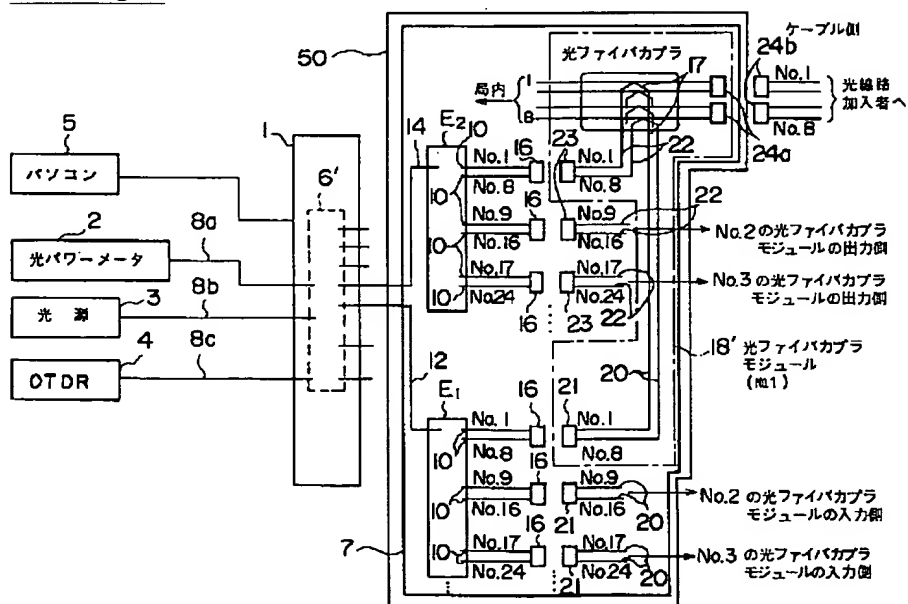 50
ケーブル側
光ファイバカプラ
17
24b
No.1
局内
1
8
光線路
加入者へ
No.8
24a
5
パソコン
1
6'
14
E2
10
16
23
22
No.1
No.1
No.8
No.8
10
16
No.9
No.9
22
No.16
No.16
No.2の光ファイバカプラ
モジュールの出力側
2
光パワーメータ
8a
10
16
No.17
No.17
No.24
No.24
No.3の光ファイバカプラ
モジュールの出力側
10
16
23
22
3
光源
8b
4
OTDR
8c
12
20
18' 光ファイバカプラ
モジュール
(No.1)
E1
16
21
No.1
No.1
10
No.8
No.8
16
No.9
No.9
10
No.16
No.16
21
20
No.2の光ファイバカプラ
モジュールの入力側
16
No.17
No.17
10
No.24
No.24
21
20
No.3の光ファイバカプラ
モジュールの入力側
7